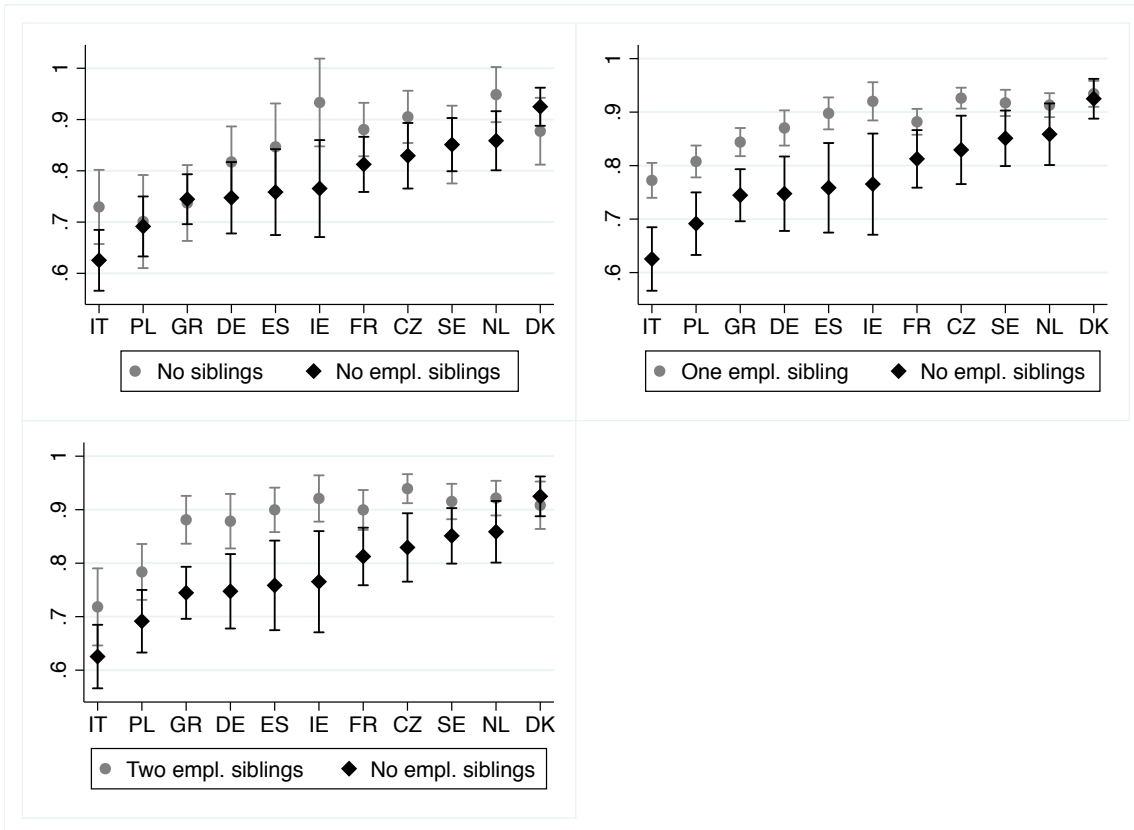 1
.9
.8
.7
.6
IT PL GR DE ES IE FR CZ SE NL DK
No siblings No empl. siblings
1
.9
.8
.7
.6
IT PL GR DE ES IE FR CZ SE NL DK
One empl. sibling No empl. siblings
1
.9
.8
.7
.6
IT PL GR DE ES IE FR CZ SE NL DK
Two empl. siblings No empl. siblings